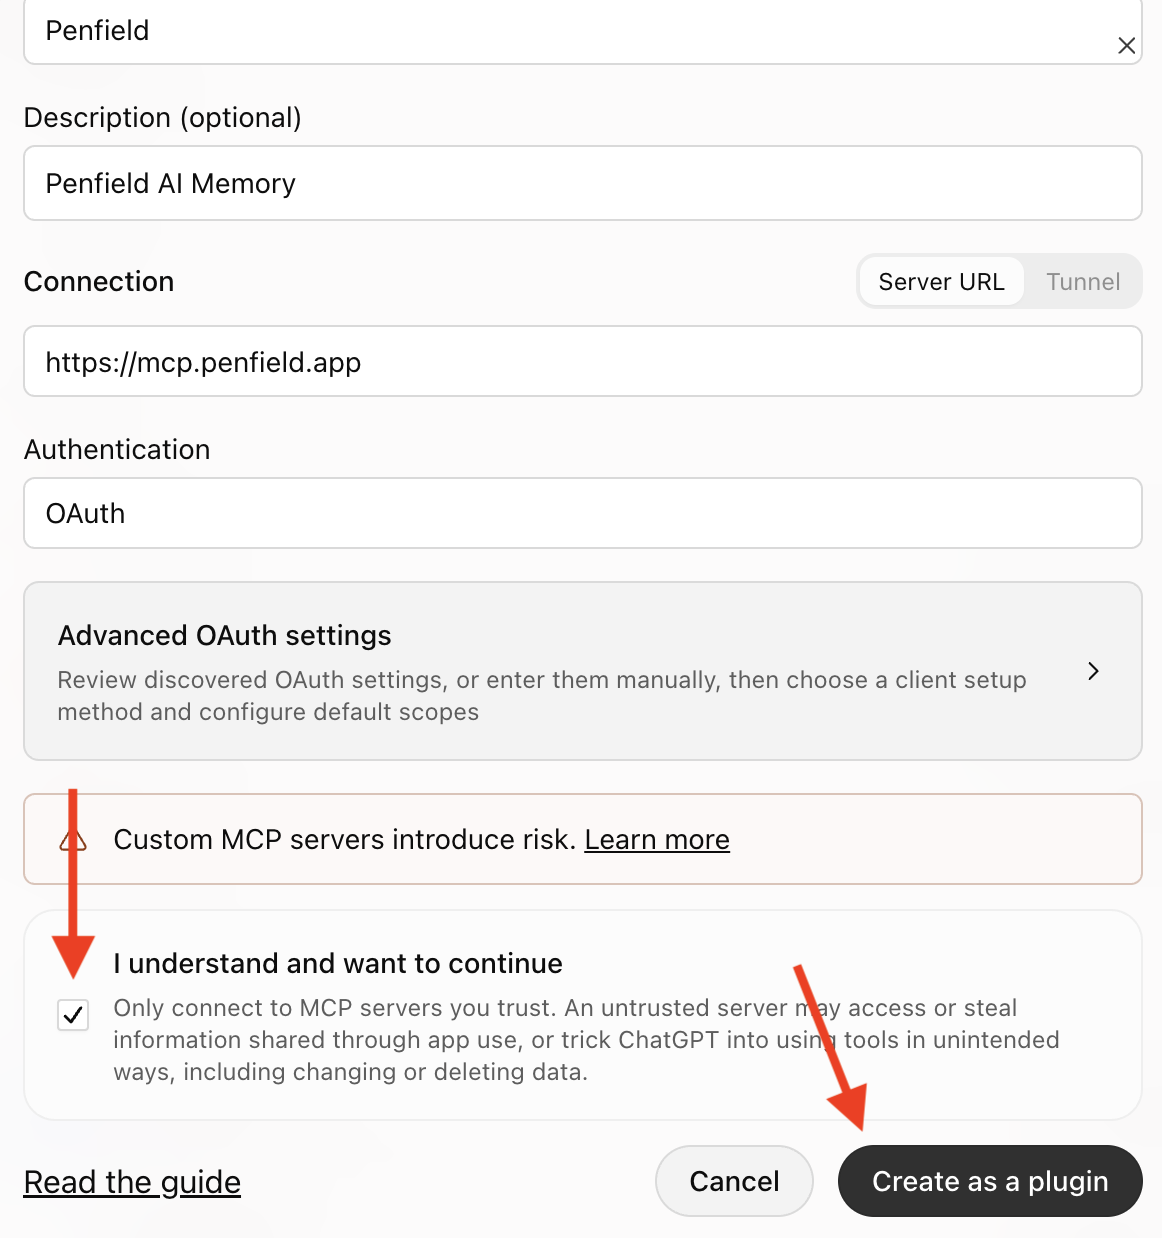 Penfield
Description (optional)
Penfield AI Memory
Connection
Server URL
Tunnel
https://mcp.penfield.app
Authentication
OAuth
Advanced OAuth settings
Review discovered OAuth settings, or enter them manually, then choose a client setup
method and configure default scopes
Custom MCP servers introduce risk. Learn more
I understand and want to continue
Only connect to MCP servers you trust. An untrusted server may access or steal
information shared through app use, or trick ChatGPT into using tools in unintended
ways, including changing or deleting data.
Read the guide
Cancel
Create as a plugin